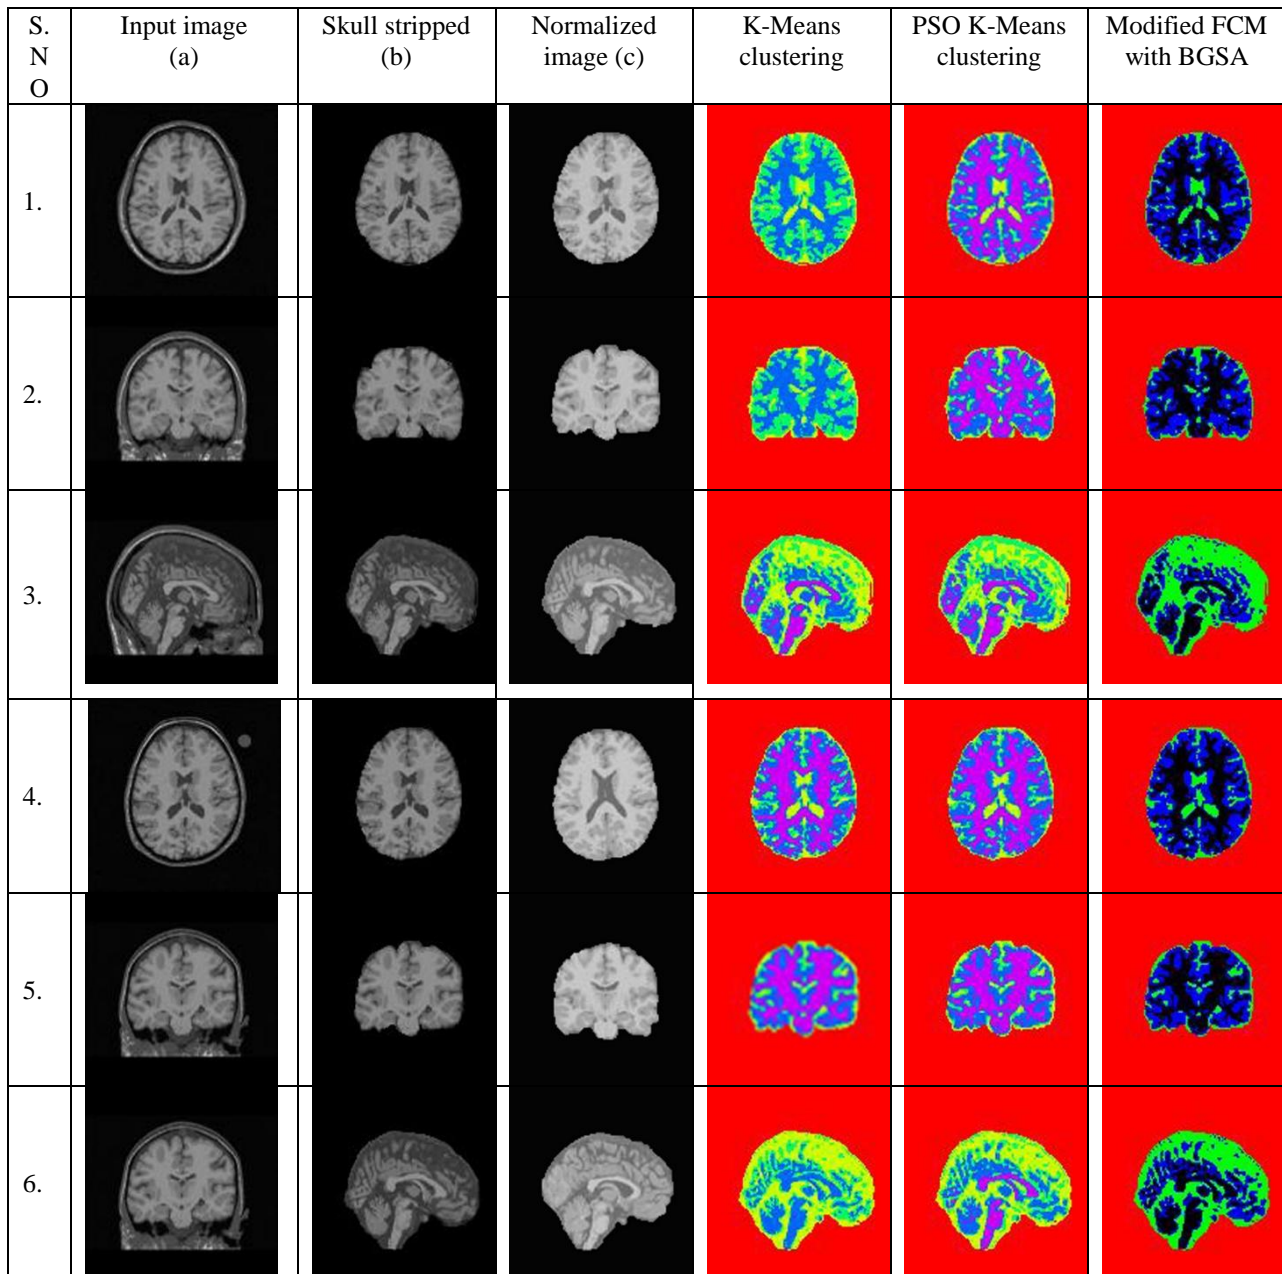 S.
N
O
Input image
(a)
Skull stripped
(b)
Normalized
image (c)
K-Means
clustering
PSO K-Means
clustering
Modified FCM
with BGSA
1.
2.
3.
4.
5.
6.